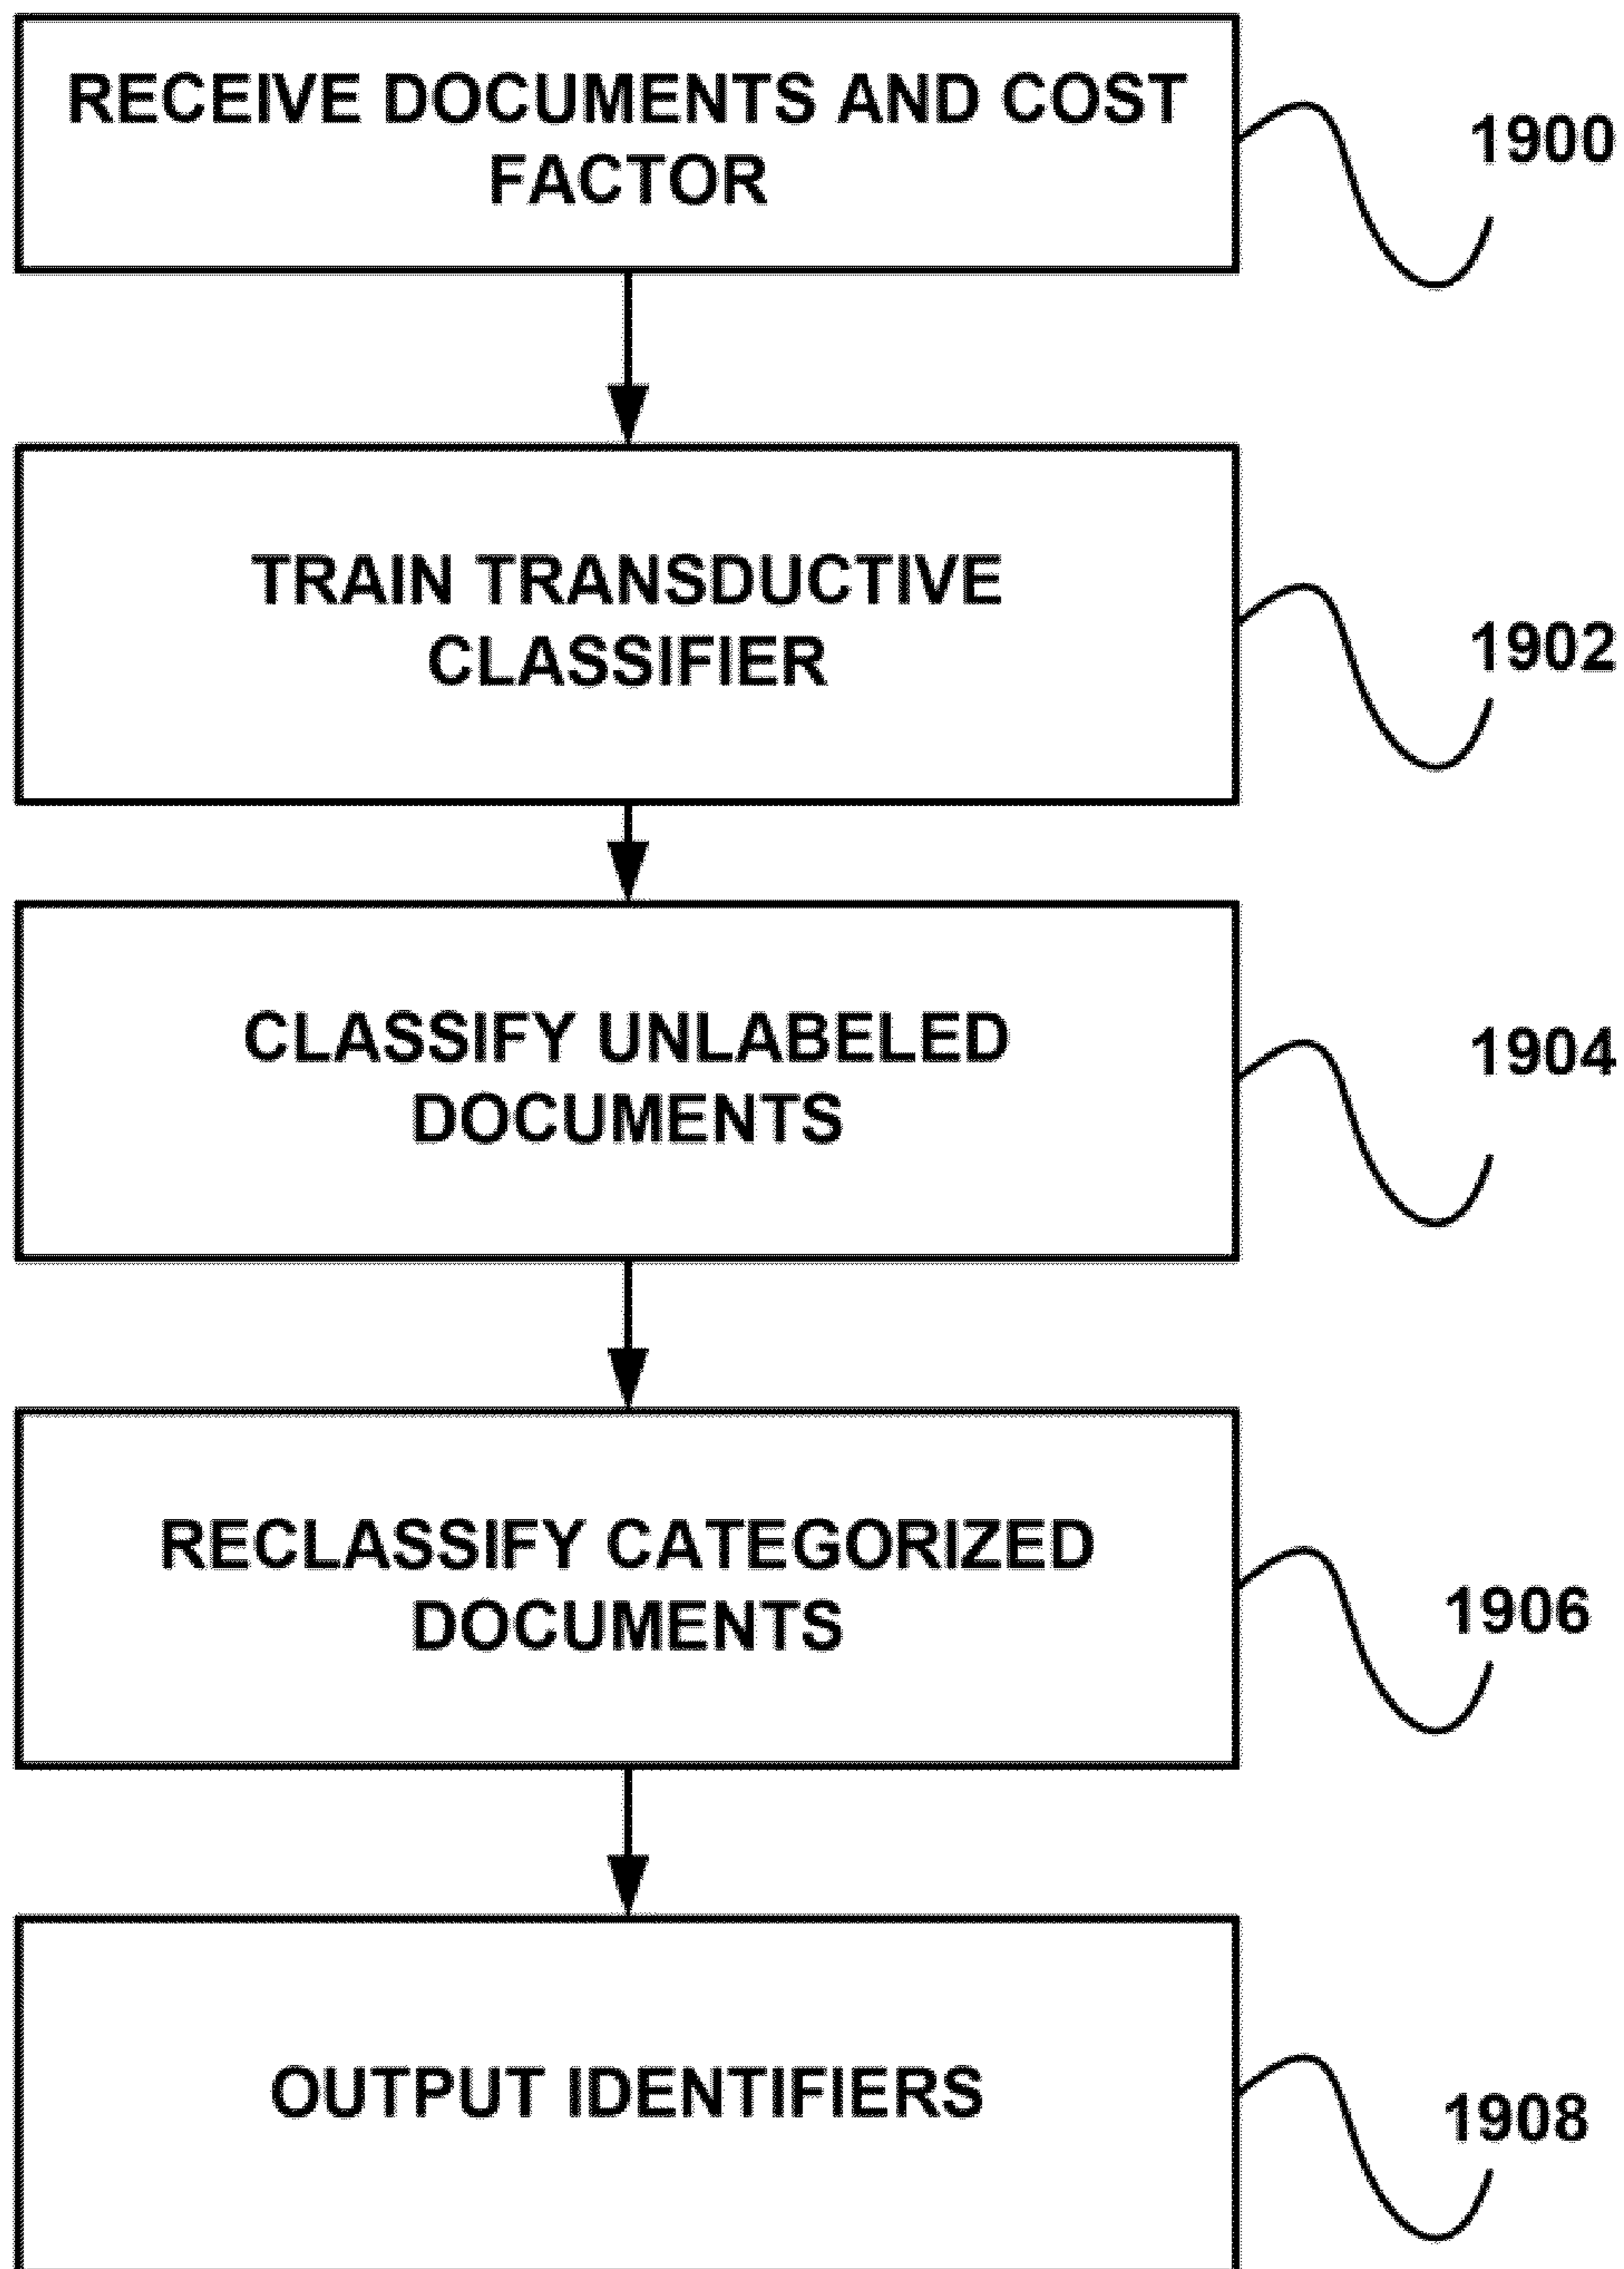 RECEIVE DOCUMENTS AND COST
FACTOR
1900
TRAIN TRANSDUCTIVE
CLASSIFIER
1902
CLASSIFY UNLABELED
DOCUMENTS
1904
RECLASSIFY CATEGORIZED
DOCUMENTS
1906
OUTPUT IDENTIFIERS
1908